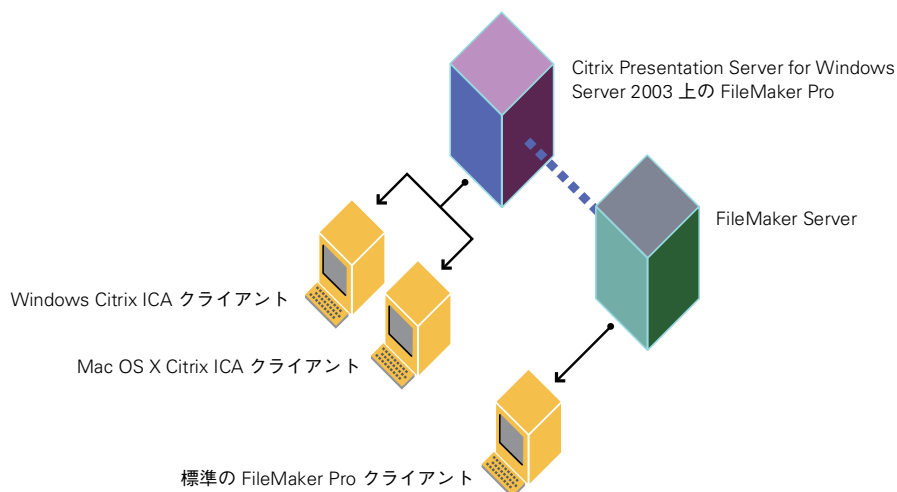 Citrix Presentation Server for Windows
Server 2003 上の FileMaker Pro
FileMaker Server
Windows Citrix ICA クライアント
Mac OS X Citrix ICA クライアント
標準の FileMaker Pro クライアント